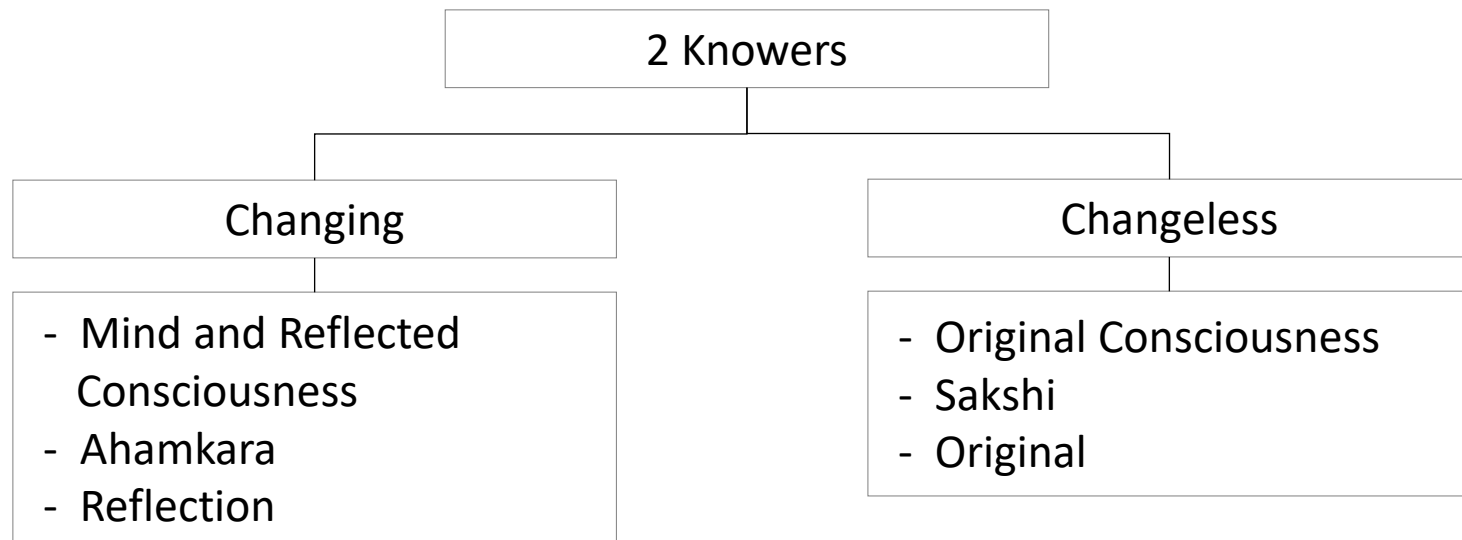 2 Knowers
Changing
Changeless
- Mind and Reflected
Consciousness
- Ahamkara
- Reflection
- Original Consciousness
- Sakshi
- Original